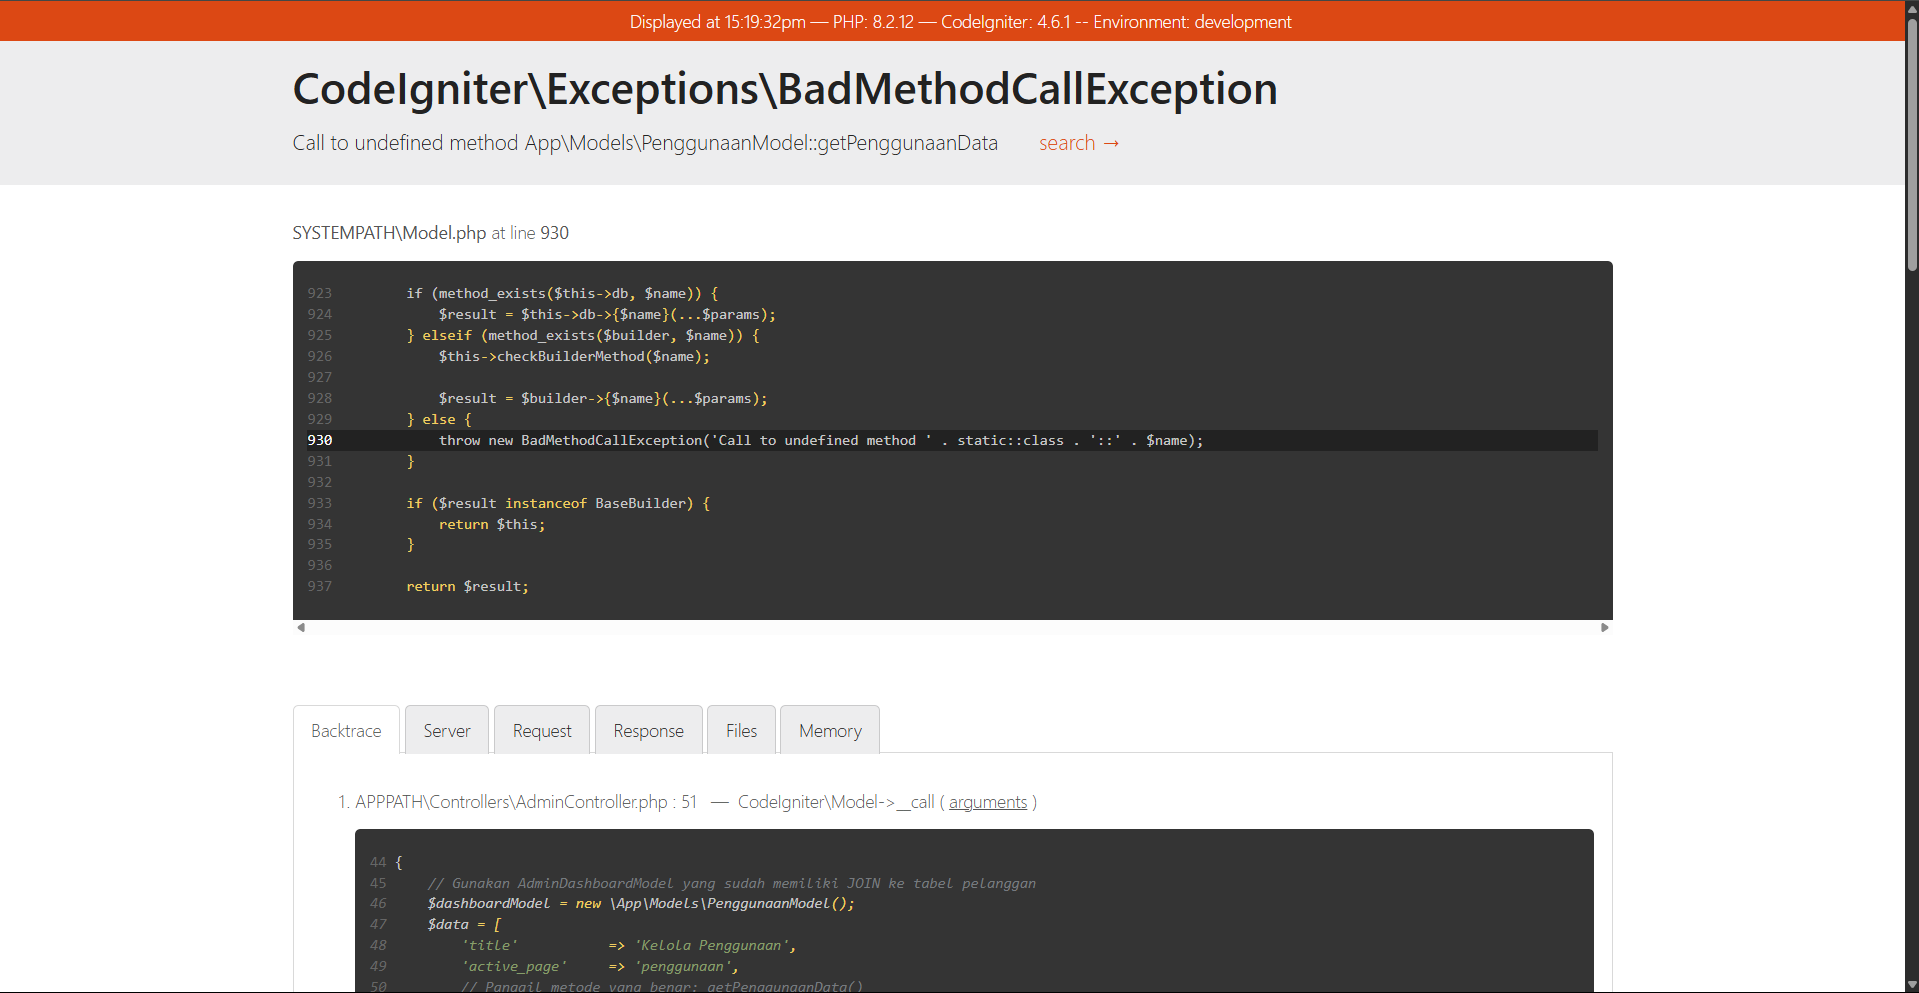 Displayed at 15:19:32pm — PHP: 8.2.12 — CodeIgniter: 4.6.1 -- Environment: development
CodeIgniter\Exceptions\BadMethodCallException
Call to undefined method App\Models\PenggunaanModel::getPenggunaanData search →
SYSTEMPATH\Model.php at line 930
923 if (method_exists($this->db, $name)) {
924 $result = $this->db->{$name}(...$params);
925 } elseif (method_exists($builder, $name)) {
926 $this->checkBuilderMethod($name);
927
928 $result = $builder->{$name}(...$params);
929 } else {
930 throw new BadMethodCallException('Call to undefined method ' . static::class . '::' . $name);
931 }
932
933 if ($result instanceof BaseBuilder) {
934 return $this;
935 }
936
937 return $result;
Backtrace Server Request Response Files Memory
1. APPPATH\Controllers\AdminController.php : 51 — CodeIgniter\Model->__call ( arguments )
44 {
45 // Gunakan AdminDashboardModel yang sudah memiliki JOIN ke tabel pelanggan
46 $dashboardModel = new \App\Models\PenggunaanModel();
47 $data = [
48 'title' => 'Kelola Penggunaan',
49 'active_page' => 'penggunaan',
50 // Panggil metode yang benar: getPenggunaanData()